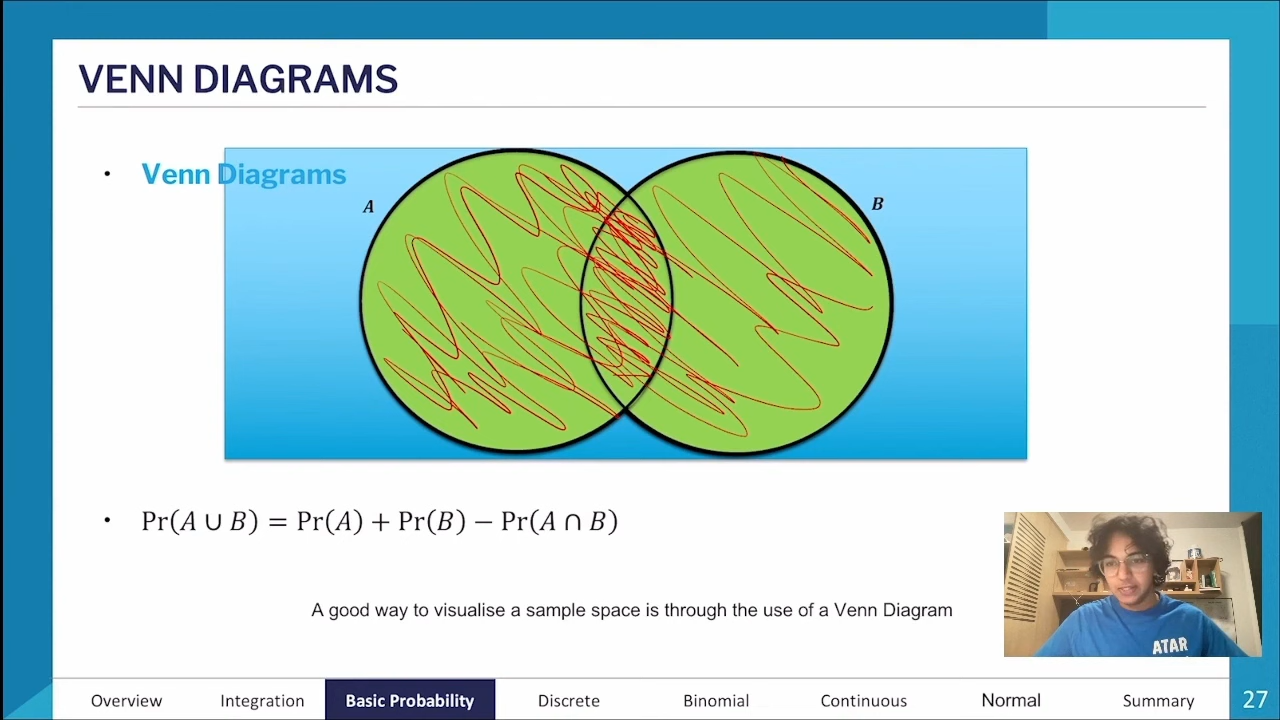 VENN DIAGRAMS
• Venn Diagrams
A
B
• Pr(A ∪ B) = Pr(A) + Pr(B) − Pr(A ∩ B)
A good way to visualise a sample space is through the use of a Venn Diagram
ATAR
Overview Integration Basic Probability Discrete Binomial Continuous Normal Summary 27